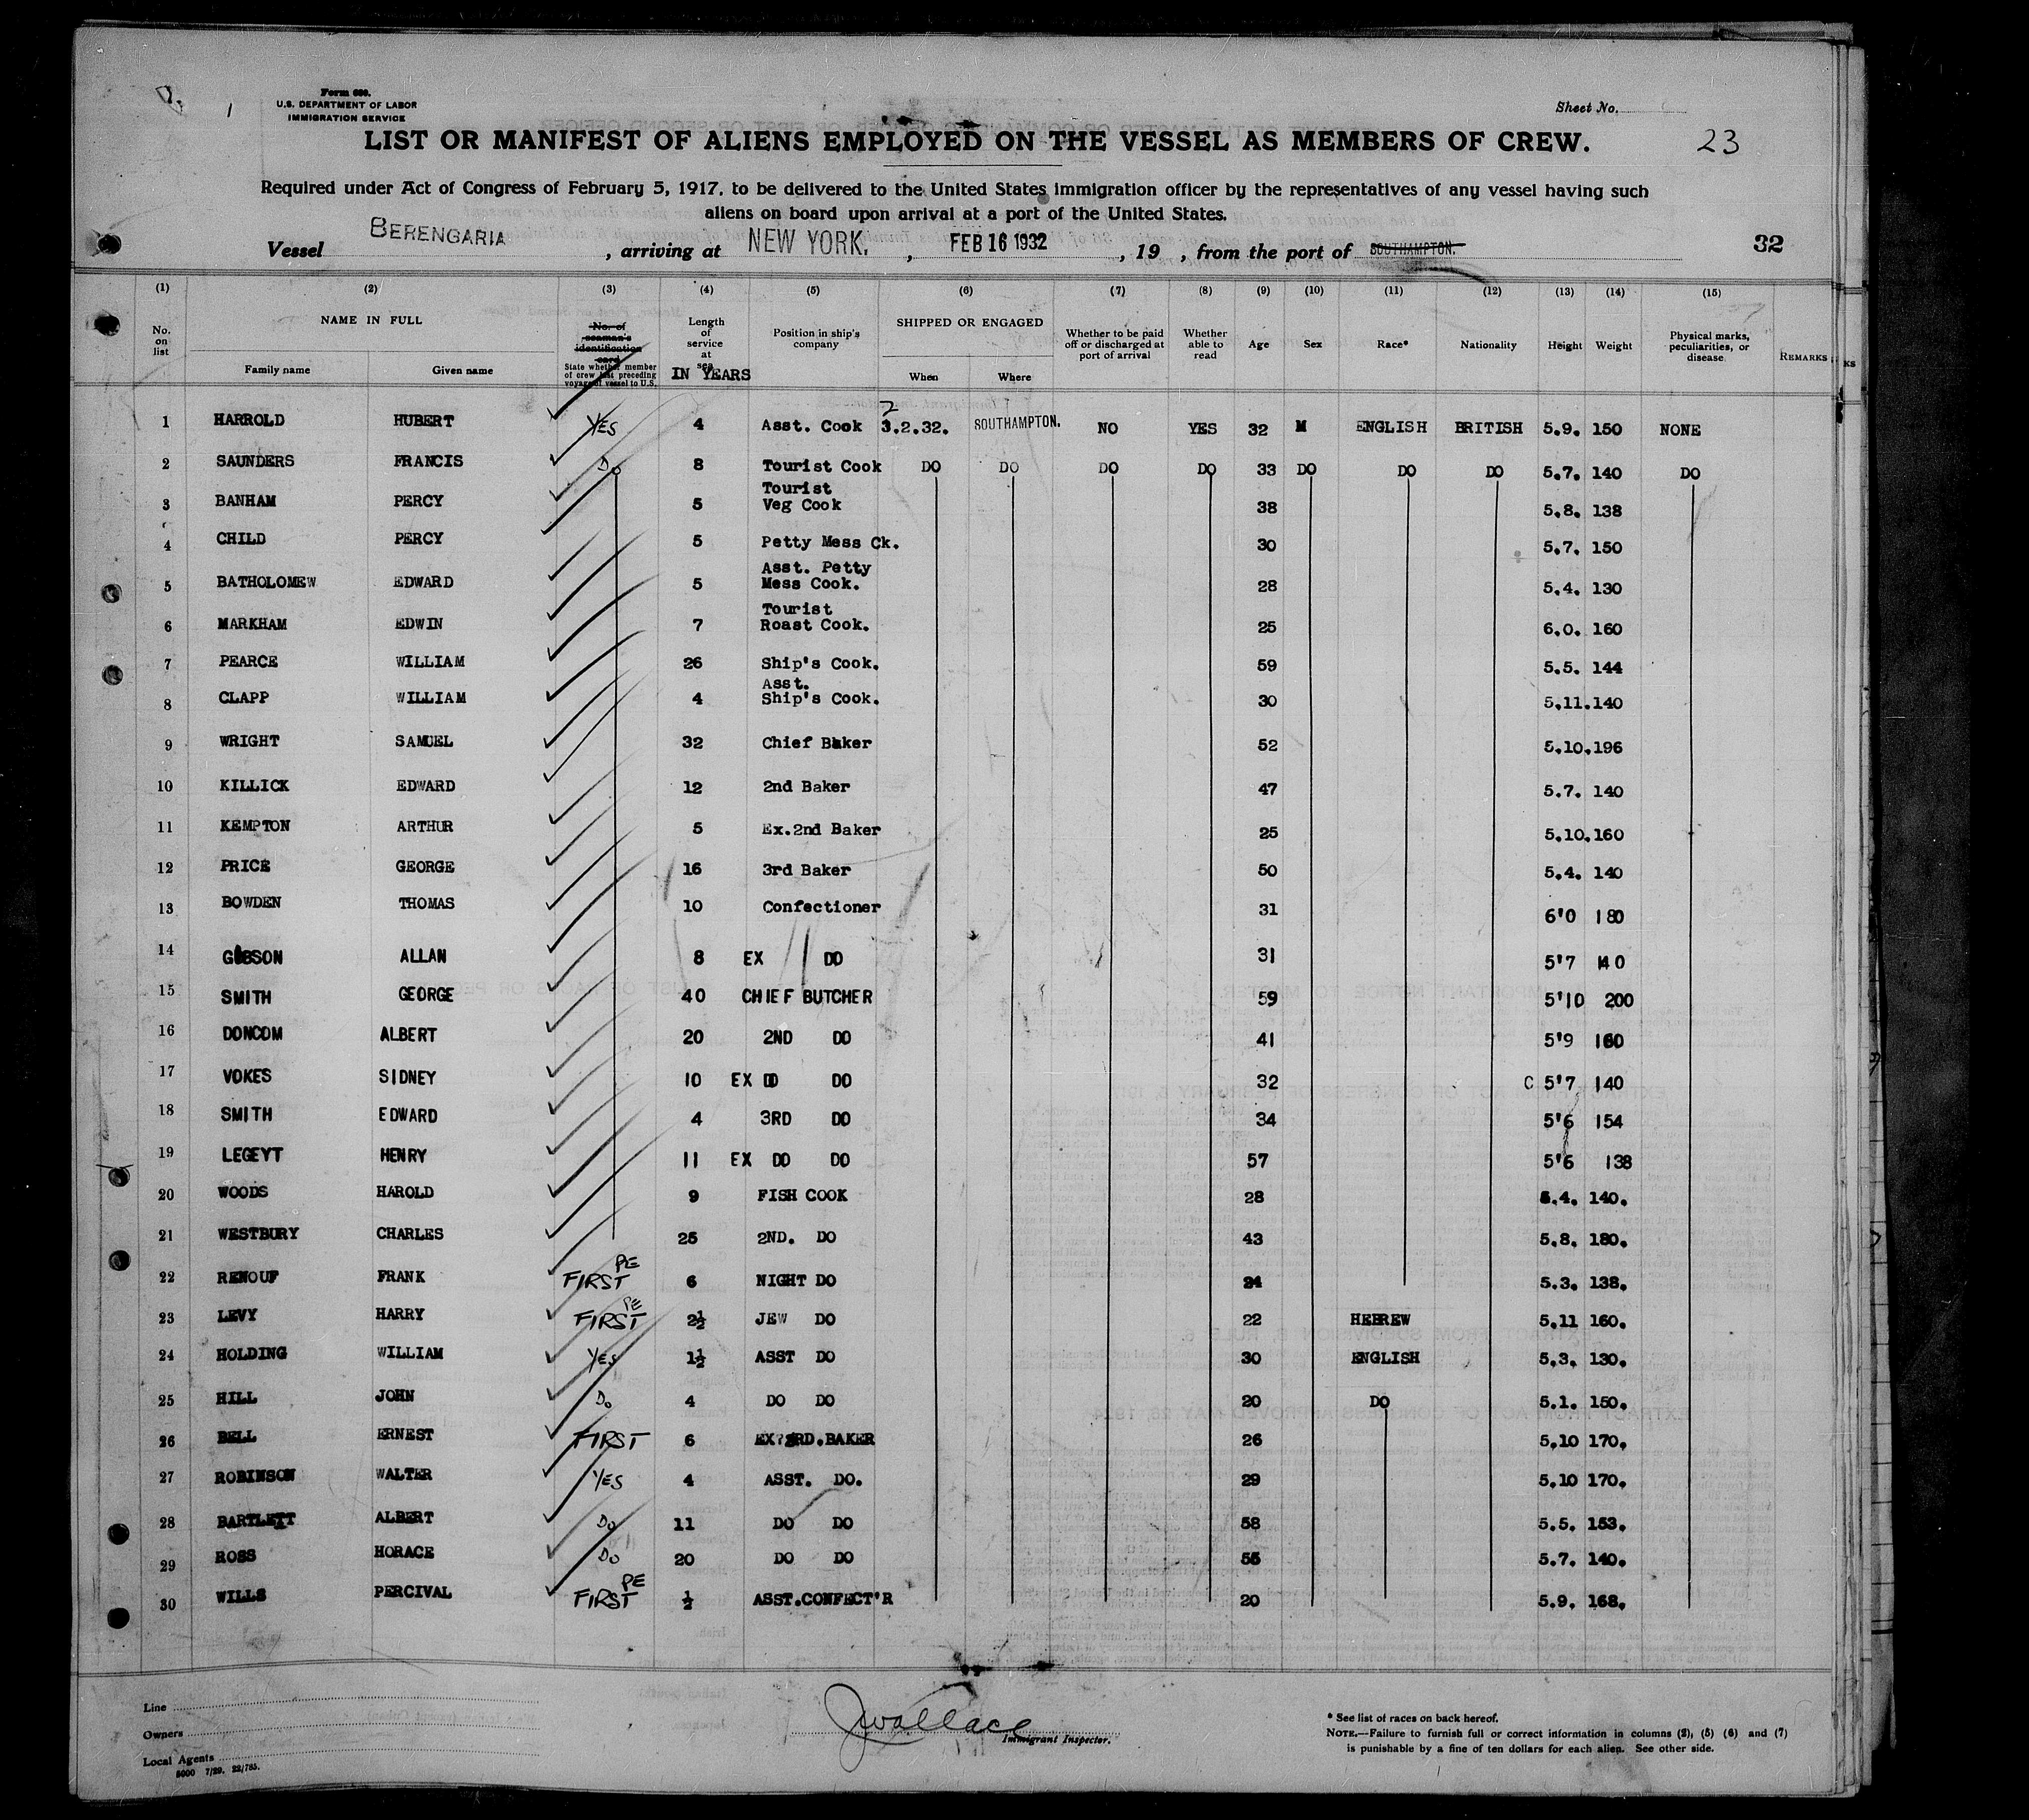 Form 680.
U.S. DEPARTMENT OF LABOR
IMMIGRATION SERVICE
Sheet No.
LIST OR MANIFEST OF ALIENS EMPLOYED ON THE VESSEL AS MEMBERS OF CREW.
23
Required under Act of Congress of February 5, 1917, to be delivered to the United States immigration officer by the representatives of any vessel having such
aliens on board upon arrival at a port of the United States.
Vessel BERENGARIA, arriving at NEW YORK., FEB 16 1932, 19 , from the port of SOUTHAMPTON. 32
(1) (2) (3) (4) (5) (6) (7) (8) (9) (10) (11) (12) (13) (14) (15)
No. on list NAME IN FULL Family name Given name No. of seaman's identification card State whether member of crew last preceding voyage of vessel to U.S. Length of service at sea IN YEARS Position in ship's company SHIPPED OR ENGAGED When Where Whether to be paid off or discharged at port of arrival Whether able to read Age Sex Race* Nationality Height Weight Physical marks, peculiarities, or disease REMARKS
1 HARROLD HUBERT YES 4 Asst. Cook 3.2.32. 2 SOUTHAMPTON. NO YES 32 M ENGLISH BRITISH 5.9. 150 NONE
2 SAUNDERS FRANCIS Do 8 Tourist Cook DO DO DO DO 33 DO DO DO 5.7. 140 DO
3 BANHAM PERCY 5 Tourist Veg Cook 38 5.8. 138
4 CHILD PERCY 5 Petty Mess Ck. 30 5.7. 150
5 BATHOLOMEW EDWARD 5 Asst. Petty Mess Cook. 28 5.4. 130
6 MARKHAM EDWIN 7 Tourist Roast Cook. 25 6.0. 160
7 PEARCE WILLIAM 26 Ship's Cook. 59 5.5. 144
8 CLAPP WILLIAM 4 Asst. Ship's Cook. 30 5.11. 140
9 WRIGHT SAMUEL 32 Chief Baker 52 5.10. 196
10 KILLICK EDWARD 12 2nd Baker 47 5.7. 140
11 KEMPTON ARTHUR 5 Ex.2nd Baker 25 5.10. 160
12 PRICE GEORGE 16 3rd Baker 50 5.4. 140
13 BOWDEN THOMAS 10 Confectioner 31 6'0 180
14 GIBSON ALLAN 8 EX DO 31 5'7 140
15 SMITH GEORGE 40 CHIEF BUTCHER 59 5'10 200
16 DONCOM ALBERT 20 2ND DO 41 5'9 160
17 VOKES SIDNEY 10 EX DO DO 32 5'7 140
18 SMITH EDWARD 4 3RD DO 34 5'6 154
19 LEGEYT HENRY 11 EX DO DO 57 5'6 138
20 WOODS HAROLD 9 FISH COOK 28 5.4. 140.
21 WESTBURY CHARLES 25 2ND. DO 43 5.8. 180.
22 RENOUF FRANK FIRST PE 6 NIGHT DO 24 5.3. 138.
23 LEVY HARRY FIRST PE 2½ JEW DO 22 HEBREW 5.11 160.
24 HOLDING WILLIAM YES 1½ ASST DO 30 ENGLISH 5.3. 130.
25 HILL JOHN Do 4 DO DO 20 DO 5.1. 150.
26 BELL ERNEST FIRST 6 EX 3RD.BAKER 26 5.10 170.
27 ROBINSON WALTER YES 4 ASST. DO. 29 5.10 170.
28 BARTLETT ALBERT Do 11 DO DO 58 5.5. 153.
29 ROSS HORACE Do 20 DO DO 55 5.7. 140.
30 WILLS PERCIVAL FIRST PE ½ ASST.CONFECT'R 20 5.9. 168.
Line
Owners
Local Agents
5000 7/29. 22/785.
JWallace
Immigrant Inspector.
* See list of races on back hereof.
NOTE.—Failure to furnish full or correct information in columns (2), (5) (6) and (7)
is punishable by a fine of ten dollars for each alien. See other side.